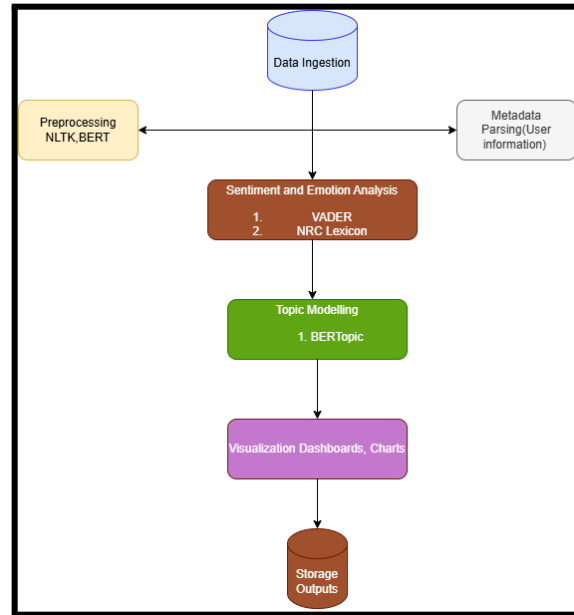 Data Ingestion
Preprocessing
NLTK,BERT
Metadata
Parsing(User
information)
Sentiment and Emotion Analysis
1. VADER
2. NRC Lexicon
Topic Modelling
1. BERTopic
Visualization Dashboards, Charts
Storage
Outputs